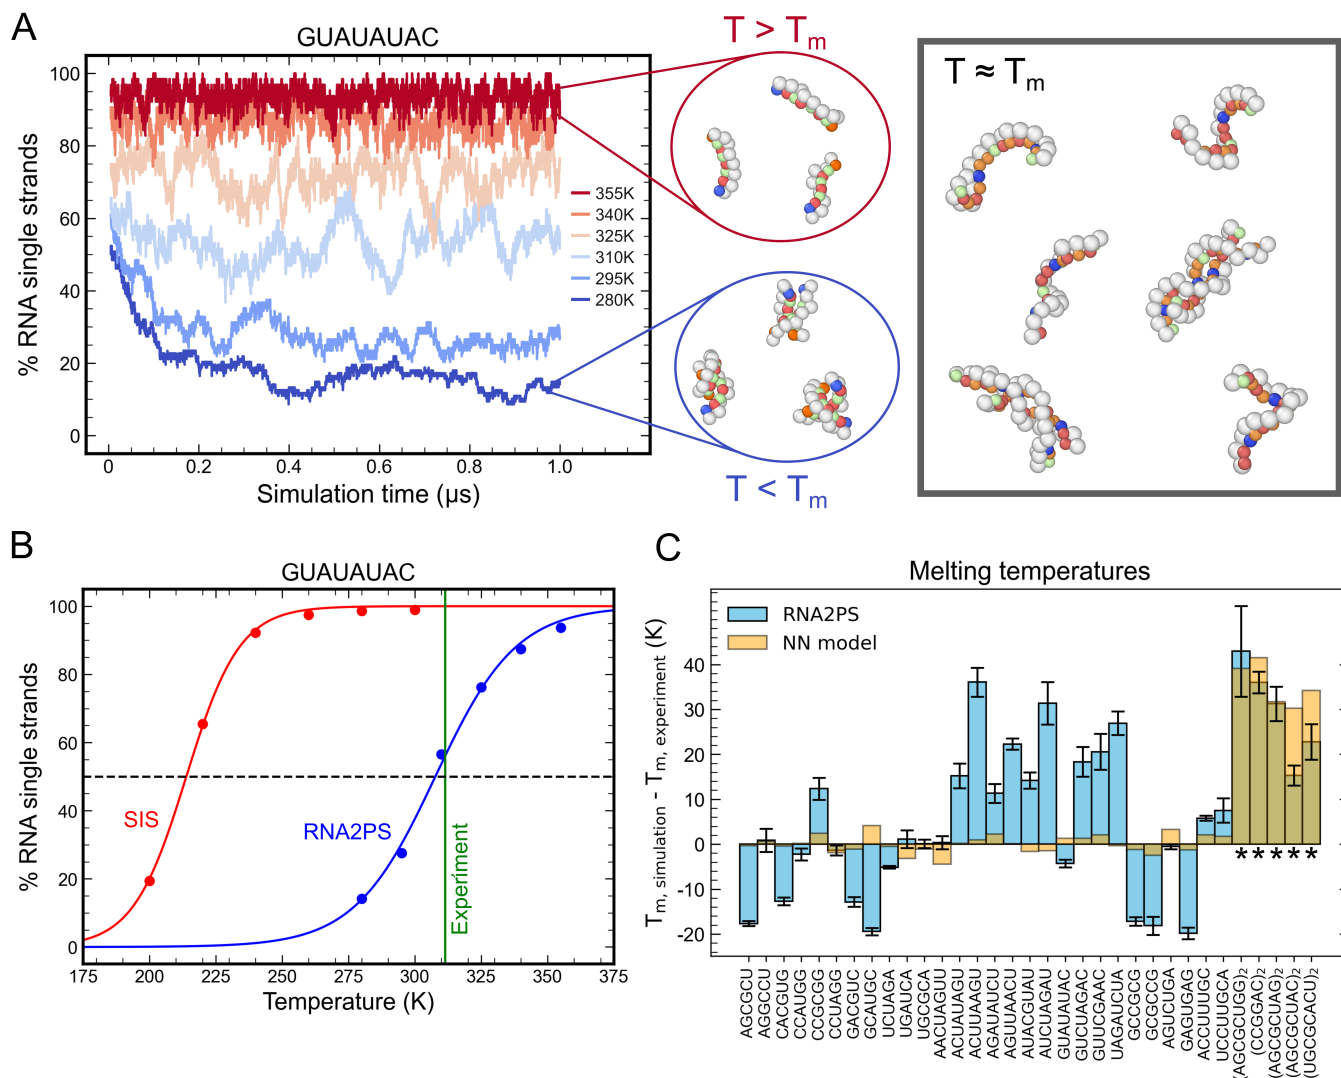 A
GUAUAUAC
% RNA single strands
100
80
60
40
20
0
0
0.2
0.4
0.6
0.8
1.0
Simulation time (µs)
355K
340K
325K
310K
295K
280K
T > Tm
T < Tm
T ≈ Tm
B
GUAUAUAC
% RNA single strands
100
80
60
40
20
0
SIS
RNA2PS
Experiment
175
200
225
250
275
300
325
350
375
Temperature (K)
C
Melting temperatures
RNA2PS
NN model
Tm, simulation - Tm, experiment (K)
40
30
20
10
0
-10
-20
* * * * *
AGCGCU
AGGCCU
CACGUG
CCAUGG
CCGCGG
CCUAGG
GACGUC
GCAUGC
UCUAGA
UGAUCA
UGCGCA
AACUAGUU
ACUAUAGU
ACUUAAGU
AGAUAUCU
AGUUAACU
AUACGUAU
AUCUAGAU
GUAUAUAC
GUCUAGAC
GUUCGAAC
UAGAUCUA
GCCGCG
GCGCCG
AGUCUGA
GAGUGAG
ACCUUUGC
UCCUUGCA
(AGCGCUGG)2
(CCGGAC)2
(AGCGCUAG)2
(AGCGCUAC)2
(UGCGCACU)2